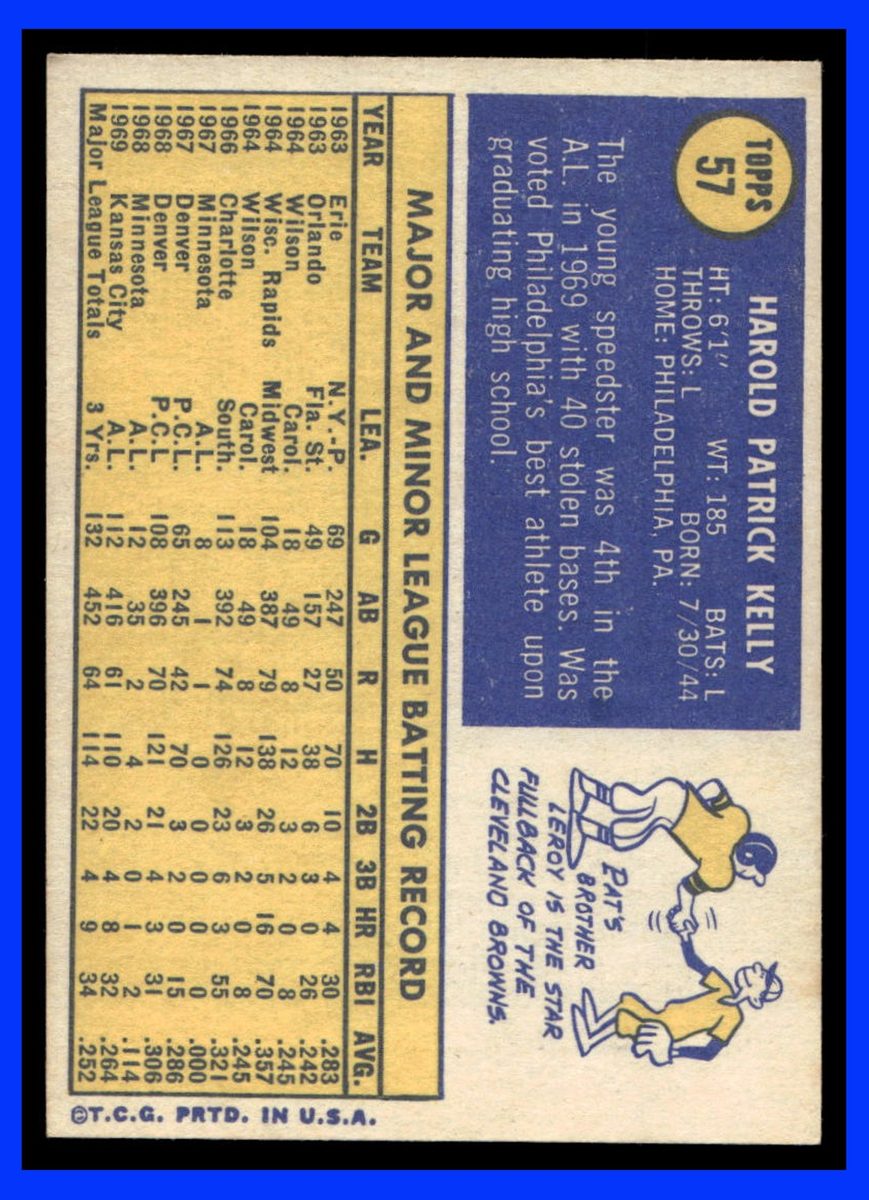 TOPPS
57
HAROLD PATRICK KELLY
HT: 6'1" WT: 185 BATS: L
THROWS: L BORN: 7/30/44
HOME: PHILADELPHIA, PA.
The young speedster was 4th in the
A.L. in 1969 with 40 stolen bases. Was
voted Philadelphia's best athlete upon
graduating high school.
PAT'S
BROTHER
LEROY IS THE STAR
FULLBACK OF THE
CLEVELAND BROWNS.
MAJOR AND MINOR LEAGUE BATTING RECORD
YEAR TEAM LEA. G AB R H 2B 3B HR RBI AVG.
1963 Erie N.Y.-P. 69 247 50 70 10 4 4 30 .283
1963 Orlando Fla. St. 49 157 27 38 6 3 0 26 .242
1964 Wilson Carol. 18 49 8 12 3 2 0 8 .245
1964 Wisc. Rapids Midwest 104 387 79 138 26 5 16 70 .357
1964 Wilson Carol. 18 49 8 12 3 2 0 8 .245
1966 Charlotte South. 113 392 74 126 23 6 3 55 .321
1967 Minnesota A.L. 8 1 1 0 0 0 0 0 .000
1967 Denver P.C.L. 65 245 42 70 3 2 0 15 .286
1968 Denver P.C.L 108 396 70 121 21 4 3 31 .306
1968 Minnesota A.L. 12 35 2 4 2 0 1 2 .114
1969 Kansas City A.L. 112 416 61 110 20 4 8 32 .264
Major League Totals 3 Yrs. 132 452 64 114 22 4 9 34 .252
©T.C.G. PRTD. IN U.S.A.